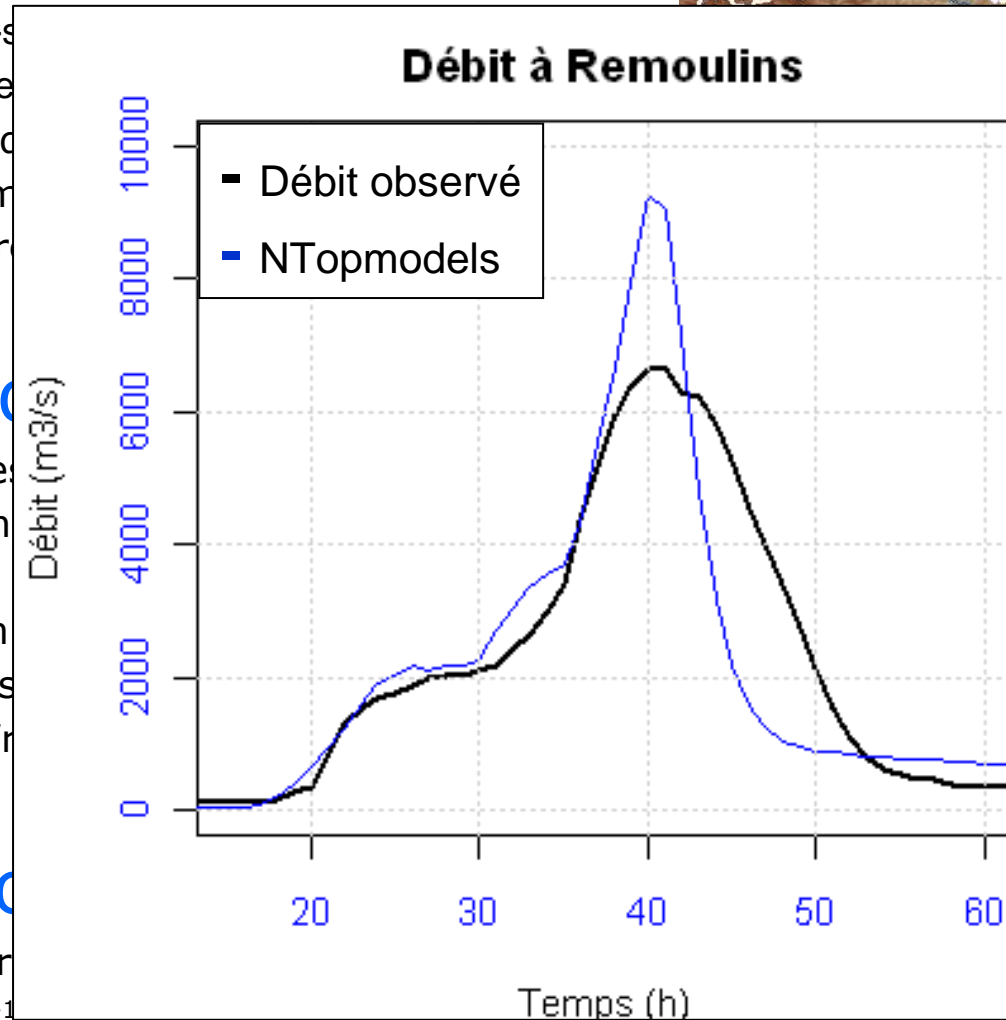 Débit à Remoulins
Débit observé
NTopmodels
Débit (m3/s)
10000
8000
6000
4000
2000
0
20 30 40 50 60
Temps (h)